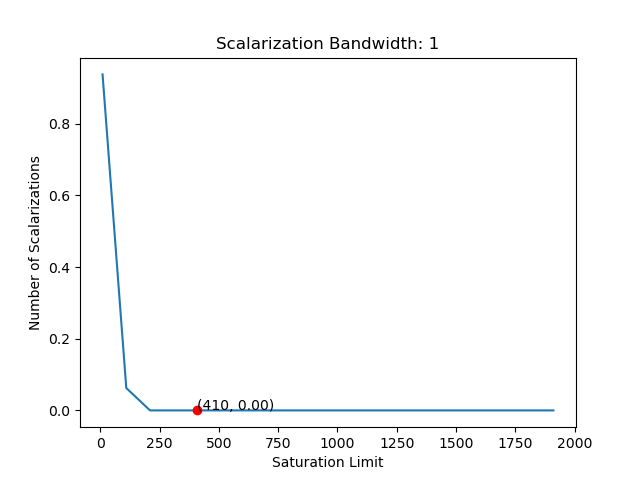 Scalarization Bandwidth: 1
Number of Scalarizations
0.8
0.6
0.4
0.2
0.0
(410, 0.00)
0 250 500 750 1000 1250 1500 1750 2000
Saturation Limit